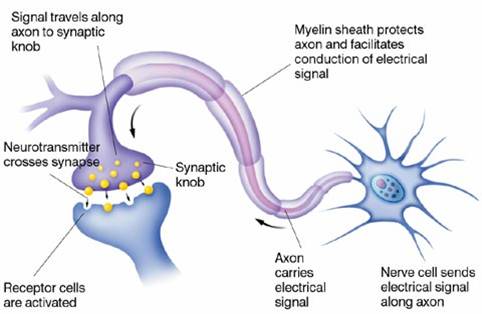 Signal travels along
axon to synaptic
knob
Myelin sheath protects
axon and facilitates
conduction of electrical
signal
Neurotransmitter
crosses synapse
Synaptic
knob
Receptor cells
are activated
Axon
carries
electrical
signal
Nerve cell sends
electrical signal
along axon